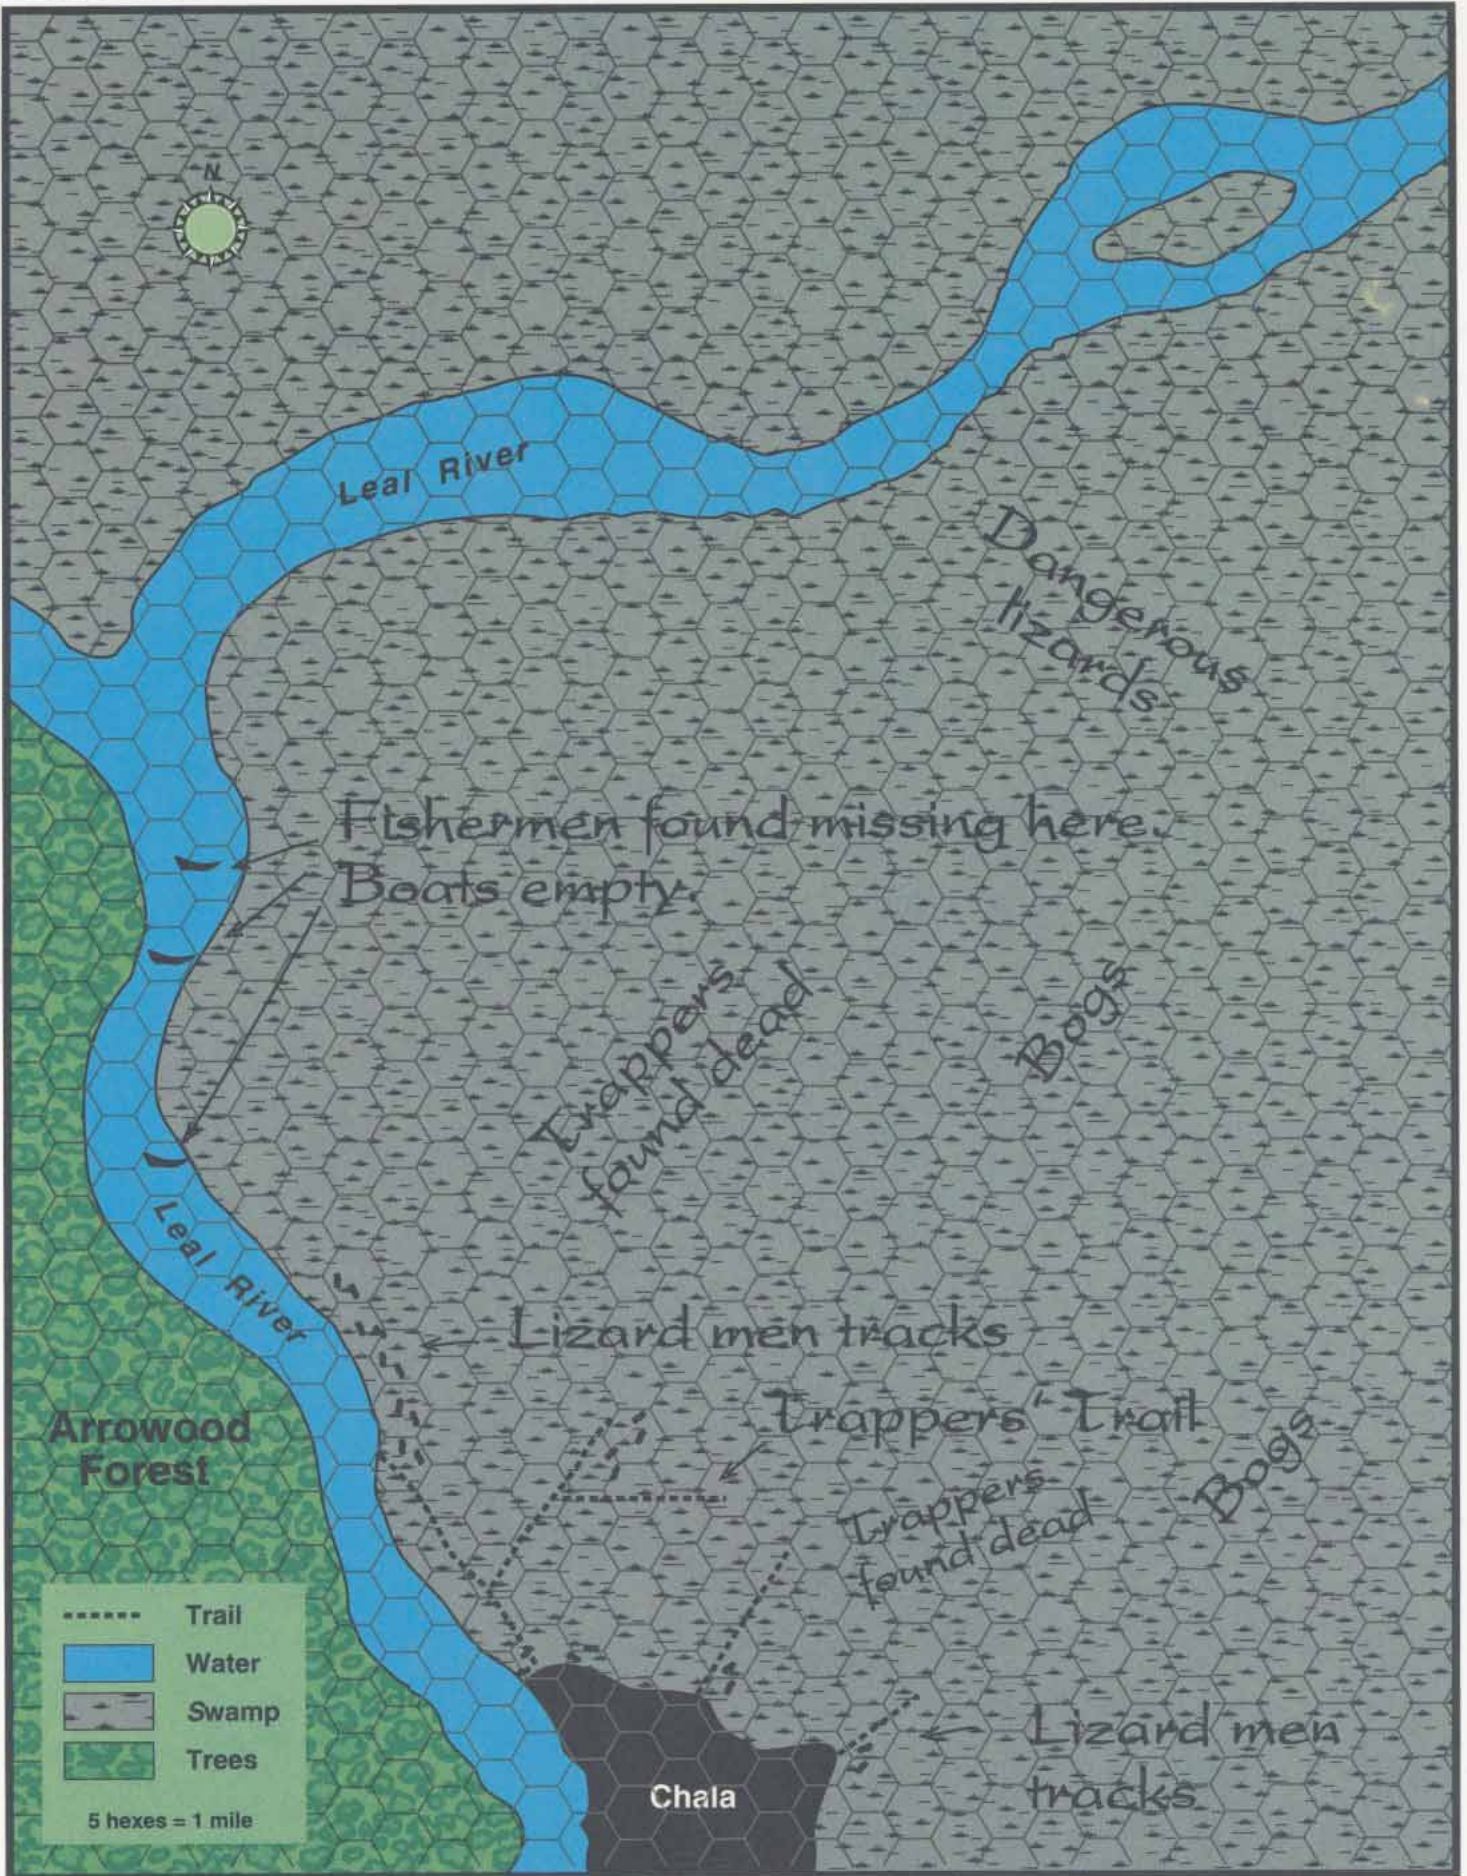 N
Leal River
Dangerous
lizards
Fishermen found missing here.
Boats empty.
Trappers
found dead
Bogs
Leal River
Lizard men tracks
Trappers' Trail
Arrowood
Forest
Trappers
found dead
Bogs
Trail
Water
Swamp
Trees
5 hexes = 1 mile
Chala
Lizard men
tracks